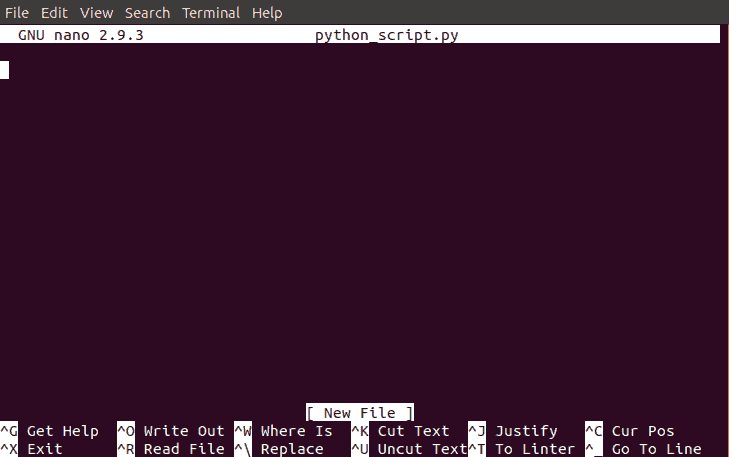 File Edit View Search Terminal Help
GNU nano 2.9.3 python_script.py
[ New File ]
^G Get Help ^O Write Out ^W Where Is ^K Cut Text ^J Justify ^C Cur Pos
^X Exit ^R Read File ^\ Replace ^U Uncut Text ^T To Linter ^_ Go To Line